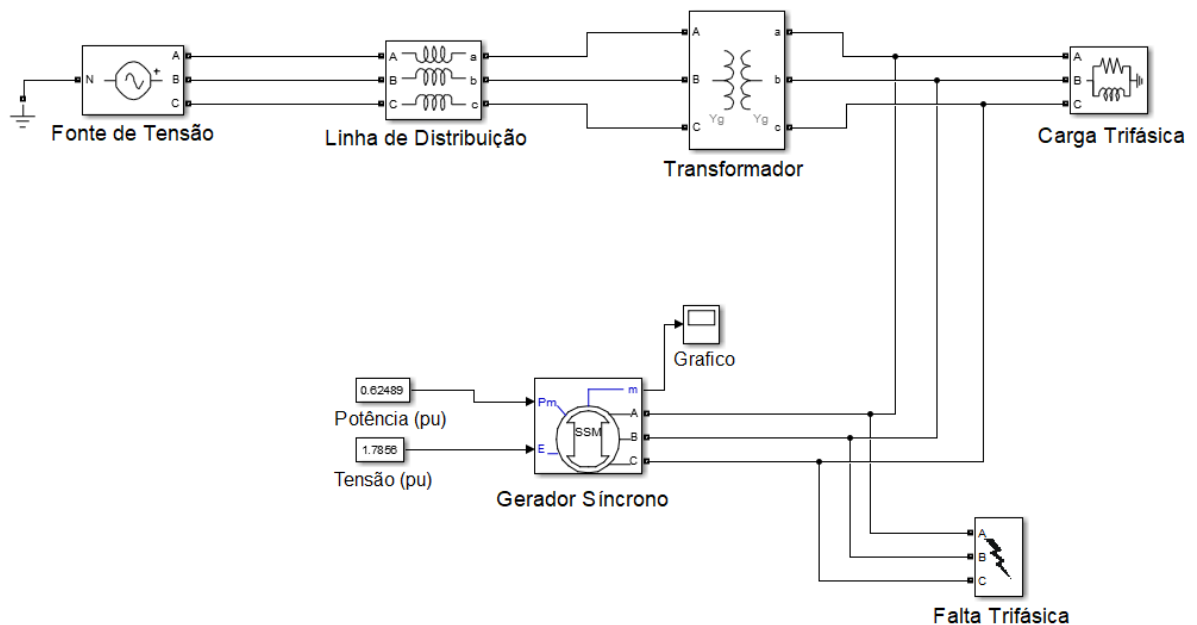 N
A
B
C
Fonte de Tensão
A
B
C
a
b
c
Linha de Distribuição
A
B
C
a
b
c
Yg
Yg
Transformador
A
B
C
Carga Trifásica
Grafico
0.62489
Potência (pu)
1.7856
Tensão (pu)
Pm
E
SSM
m
A
B
C
Gerador Síncrono
A
B
C
Falta Trifásica